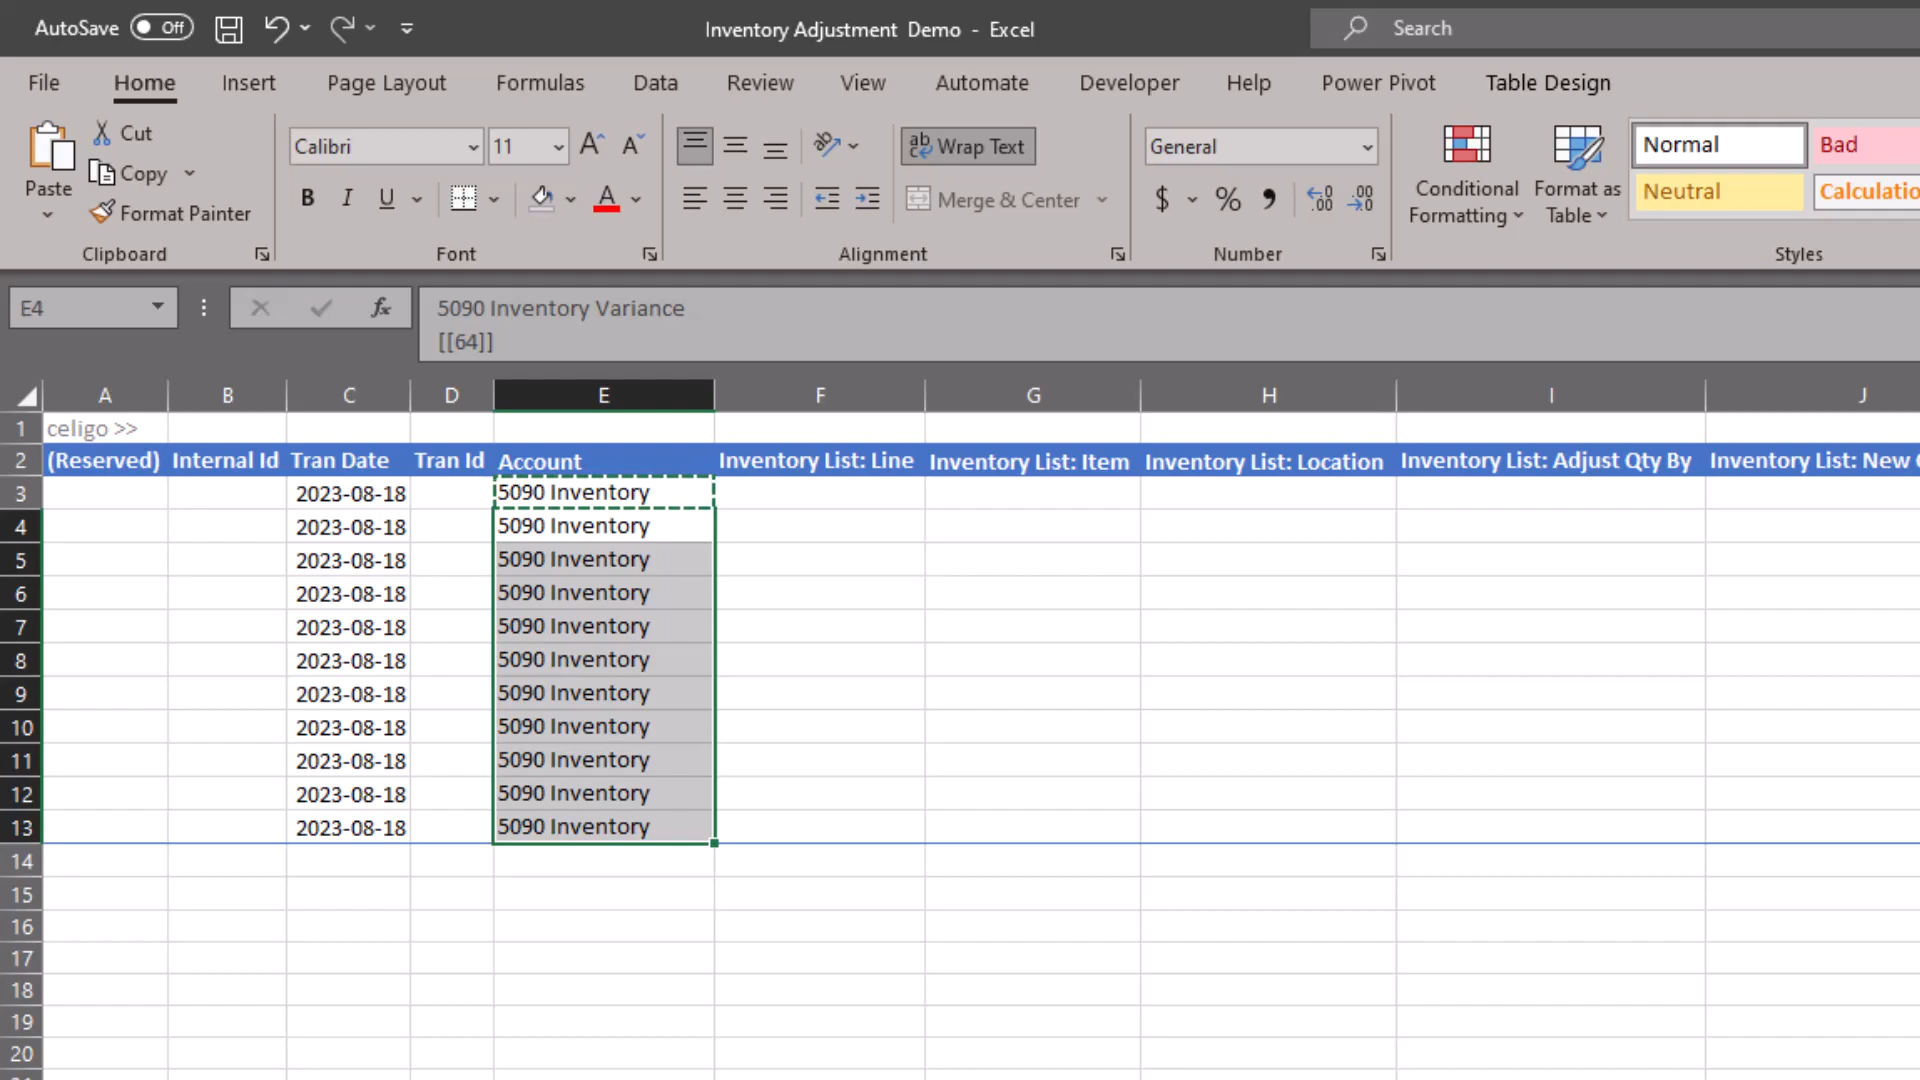 AutoSave Off Inventory Adjustment Demo - Excel Search
File Home Insert Page Layout Formulas Data Review View Automate Developer Help Power Pivot Table Design
Paste
Cut
Copy
Format Painter
Clipboard
Calibri 11
B I U A
Font
ab Wrap Text
Merge & Center
Alignment
General
$ % , .00 .00
Number
Conditional Formatting
Format as Table
Normal Bad
Neutral Calculatio
Styles
E4 fx 5090 Inventory Variance
[[64]]
A B C D E F G H I J
1 celigo >>
2 (Reserved) Internal Id Tran Date Tran Id Account Inventory List: Line Inventory List: Item Inventory List: Location Inventory List: Adjust Qty By Inventory List: New
3 2023-08-18 5090 Inventory
4 2023-08-18 5090 Inventory
5 2023-08-18 5090 Inventory
6 2023-08-18 5090 Inventory
7 2023-08-18 5090 Inventory
8 2023-08-18 5090 Inventory
9 2023-08-18 5090 Inventory
10 2023-08-18 5090 Inventory
11 2023-08-18 5090 Inventory
12 2023-08-18 5090 Inventory
13 2023-08-18 5090 Inventory
14
15
16
17
18
19
20